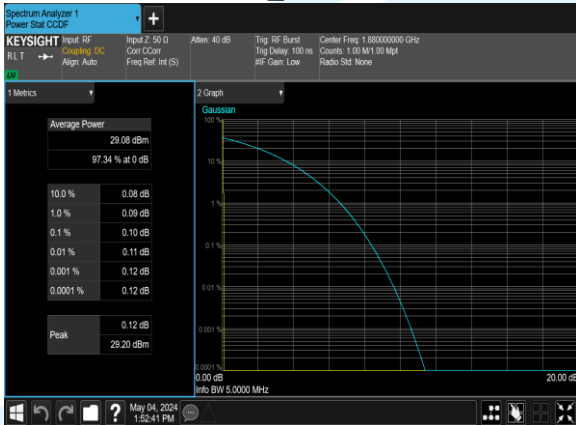 Spectrum Analyzer 1
Power Stat CCDF
+
KEYSIGHT
R L T
LW
Input: RF
Coupling: DC
Align: Auto
Input Z: 50 Ω
Corr CCorr
Freq Ref: Int (S)
Atten: 40 dB
Trig: RF Burst
Trig Delay: 100 ns
#IF Gain: Low
Center Freq: 1.880000000 GHz
Counts: 1.00 M/1.00 Mpt
Radio Std: None
1 Metrics
Average Power
29.08 dBm
97.34 % at 0 dB
10.0 % 0.08 dB
1.0 % 0.09 dB
0.1 % 0.10 dB
0.01 % 0.11 dB
0.001 % 0.12 dB
0.0001 % 0.12 dB
Peak
0.12 dB
29.20 dBm
2 Graph
Gaussian
100 %
10 %
1 %
0.1 %
0.01 %
0.001 %
0.0001 %
0.00 dB
20.00 dB
Info BW 5.0000 MHz
?
May 04, 2024
1:52:41 PM